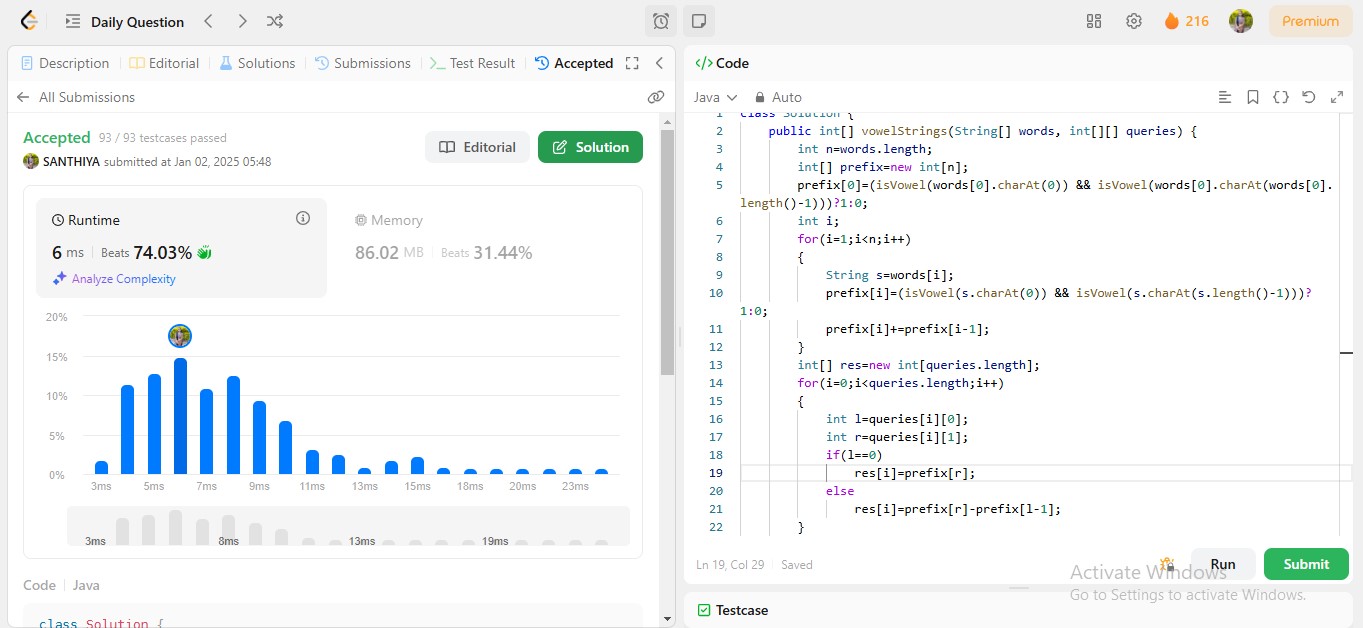 Daily Question
216
Premium
Description
Editorial
Solutions
Submissions
Test Result
Accepted
All Submissions
Accepted 93 / 93 testcases passed
SANTHIYA submitted at Jan 02, 2025 05:48
Editorial
Solution
Runtime
6 ms Beats 74.03%
Analyze Complexity
Memory
86.02 MB Beats 31.44%
20%
15%
10%
5%
0%
3ms 5ms 7ms 9ms 11ms 13ms 15ms 18ms 20ms 23ms
3ms 8ms 13ms 19ms
Code Java
class Solution {
</> Code
Java Auto
1 class Solution {
2 public int[] vowelStrings(String[] words, int[][] queries) {
3 int n=words.length;
4 int[] prefix=new int[n];
5 prefix[0]=(isVowel(words[0].charAt(0)) && isVowel(words[0].charAt(words[0].
length()-1)))?1:0;
6 int i;
7 for(i=1;i<n;i++)
8 {
9 String s=words[i];
10 prefix[i]=(isVowel(s.charAt(0)) && isVowel(s.charAt(s.length()-1)))?
1:0;
11 prefix[i]+=prefix[i-1];
12 }
13 int[] res=new int[queries.length];
14 for(i=0;i<queries.length;i++)
15 {
16 int l=queries[i][0];
17 int r=queries[i][1];
18 if(l==0)
19 res[i]=prefix[r];
20 else
21 res[i]=prefix[r]-prefix[l-1];
22 }
Ln 19, Col 29 Saved
Run
Submit
Activate Windows
Go to Settings to activate Windows.
Testcase